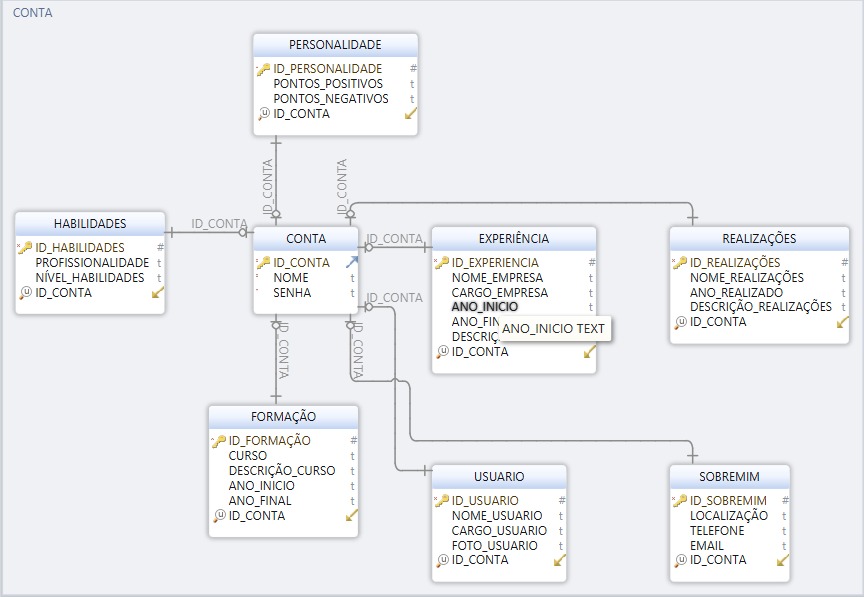 CONTA
PERSONALIDADE
ID_PERSONALIDADE #
PONTOS_POSITIVOS t
PONTOS_NEGATIVOS t
ID_CONTA
ID_CONTA
ID_CONTA
HABILIDADES
ID_HABILIDADES #
PROFISSIONALIDADE t
NÍVEL_HABILIDADES t
ID_CONTA
ID_CONTA
CONTA
ID_CONTA
NOME t
SENHA t
ID_CONTA
ID_CONTA
EXPERIÊNCIA
ID_EXPERIENCIA #
NOME_EMPRESA t
CARGO_EMPRESA t
ANO_INICIO t
ANO_FIN
DESCRIÇ
ID_CONTA
ANO_INICIO TEXT
REALIZAÇÕES
ID_REALIZAÇÕES #
NOME_REALIZAÇÕES t
ANO_REALIZADO t
DESCRIÇÃO_REALIZAÇÕES t
ID_CONTA
ID_CONTA
ID_CONTA
FORMAÇÃO
ID_FORMAÇÃO #
CURSO t
DESCRIÇÃO_CURSO t
ANO_INICIO t
ANO_FINAL t
ID_CONTA
USUARIO
ID_USUARIO #
NOME_USUARIO t
CARGO_USUARIO t
FOTO_USUARIO t
ID_CONTA
SOBREMIM
ID_SOBREMIM #
LOCALIZAÇÃO t
TELEFONE t
EMAIL t
ID_CONTA